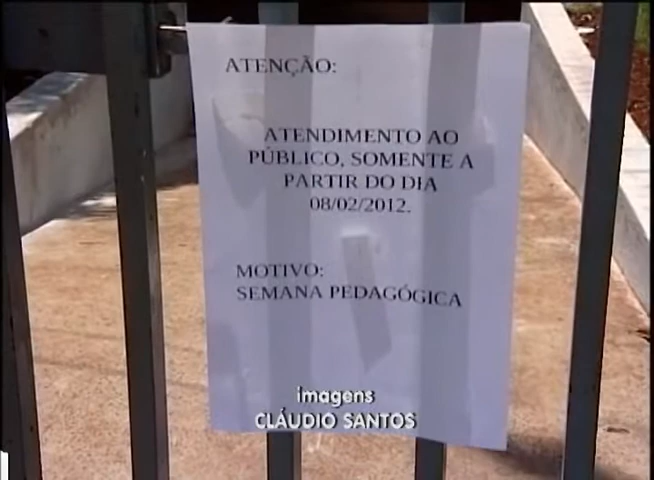 ATENÇÃO:
ATENDIMENTO AO
PÚBLICO, SOMENTE A
PARTIR DO DIA
08/02/2012.
MOTIVO:
SEMANA PEDAGÓGICA
imagens
CLÁUDIO SANTOS